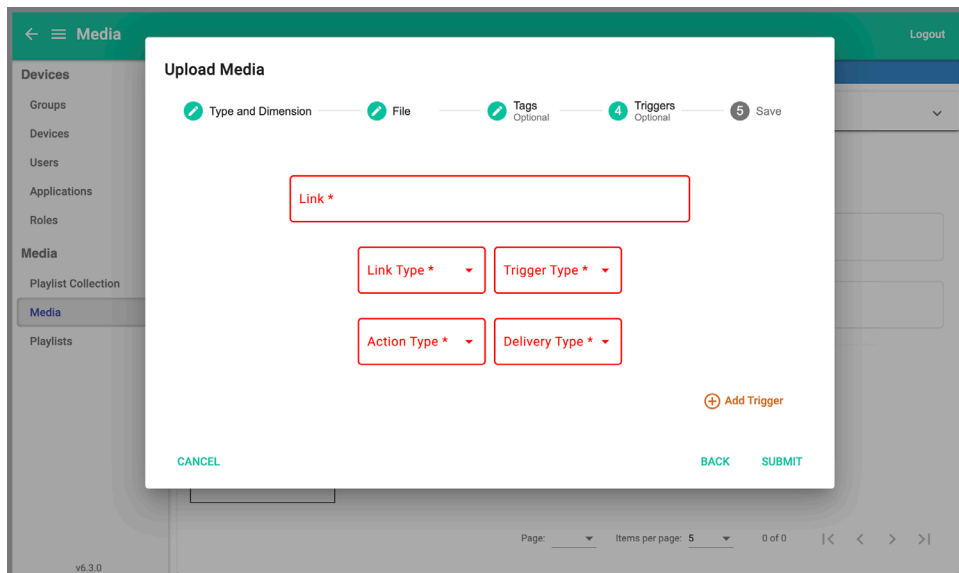 Media
Logout
Devices
Groups
Devices
Users
Applications
Roles
Media
Playlist Collection
Media
Playlists
v6.3.0
Upload Media
Type and Dimension
File
Tags
Optional
4
Triggers
Optional
5
Save
Link *
Link Type *
Trigger Type *
Action Type *
Delivery Type *
Add Trigger
CANCEL
BACK
SUBMIT
Page:
Items per page: 5
0 of 0